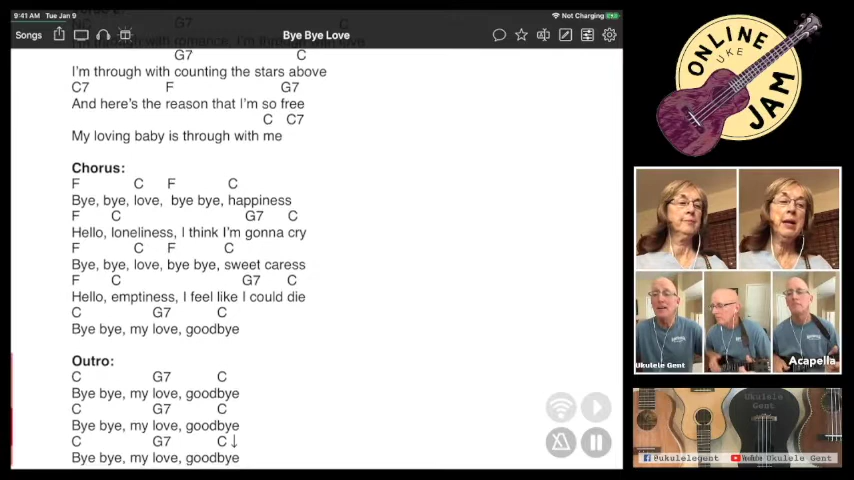 9:41 AM Tue Jan 9
Not Charging
Songs
Bye Bye Love
G7 C
G7 C
I'm through with counting the stars above
C7 F G7
And here's the reason that I'm so free
C C7
My loving baby is through with me
Chorus:
F C F C
Bye, bye, love, bye bye, happiness
F C G7 C
Hello, loneliness, I think I'm gonna cry
F C F C
Bye, bye, love, bye bye, sweet caress
F C G7 C
Hello, emptiness, I feel like I could die
C G7 C
Bye bye, my love, goodbye
Outro:
C G7 C
Bye bye, my love, goodbye
C G7 C
Bye bye, my love, goodbye
C G7 C↓
Bye bye, my love, goodbye
ONLINE
UKE
JAM
Ukulele Gent
Acapella
Ukulele
Gent
@ukulelegent
YouTube Ukulele Gent